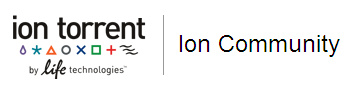 ion torrent
by life technologies™
Ion Community